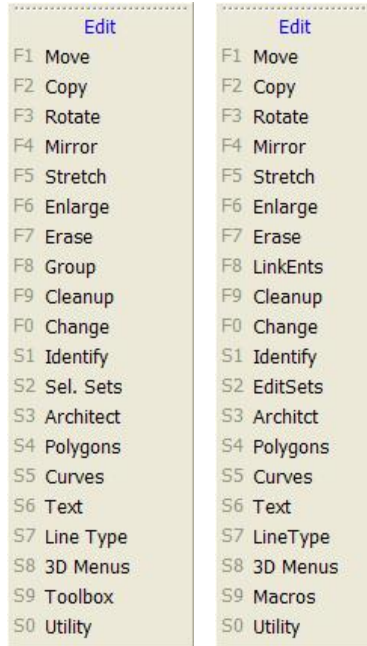 Edit
F1 Move
F2 Copy
F3 Rotate
F4 Mirror
F5 Stretch
F6 Enlarge
F7 Erase
F8 Group
F9 Cleanup
F0 Change
S1 Identify
S2 Sel. Sets
S3 Architect
S4 Polygons
S5 Curves
S6 Text
S7 Line Type
S8 3D Menus
S9 Toolbox
S0 Utility
Edit
F1 Move
F2 Copy
F3 Rotate
F4 Mirror
F5 Stretch
F6 Enlarge
F7 Erase
F8 LinkEnts
F9 Cleanup
F0 Change
S1 Identify
S2 EditSets
S3 Architct
S4 Polygons
S5 Curves
S6 Text
S7 LineType
S8 3D Menus
S9 Macros
S0 Utility